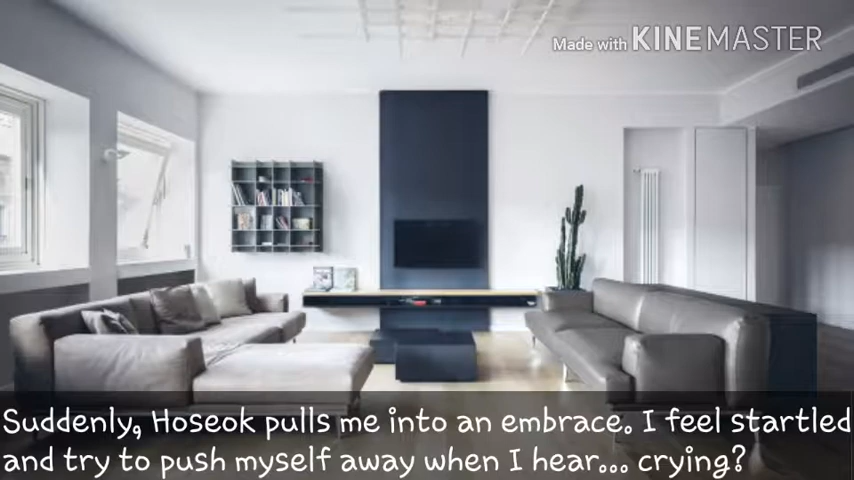 Made with KINEMASTER
Suddenly, Hoseok pulls me into an embrace. I feel startled
and try to push myself away when I hear... crying?